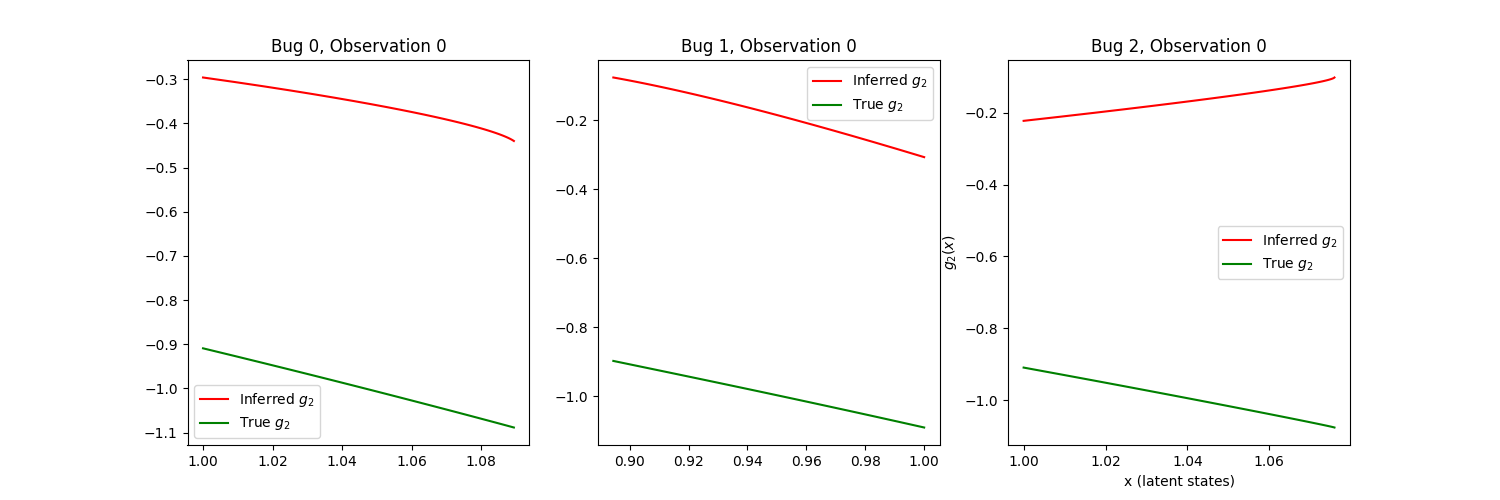 Bug 0, Observation 0
−0.3
−0.4
−0.5
−0.6
−0.7
−0.8
−0.9
−1.0
−1.1
Inferred g₂
True g₂
1.00 1.02 1.04 1.06 1.08
Bug 1, Observation 0
−0.2
−0.4
−0.6
−0.8
−1.0
Inferred g₂
True g₂
0.90 0.92 0.94 0.96 0.98 1.00
Bug 2, Observation 0
g₂(x)
−0.2
−0.4
−0.6
−0.8
−1.0
Inferred g₂
True g₂
1.00 1.02 1.04 1.06
x (latent states)